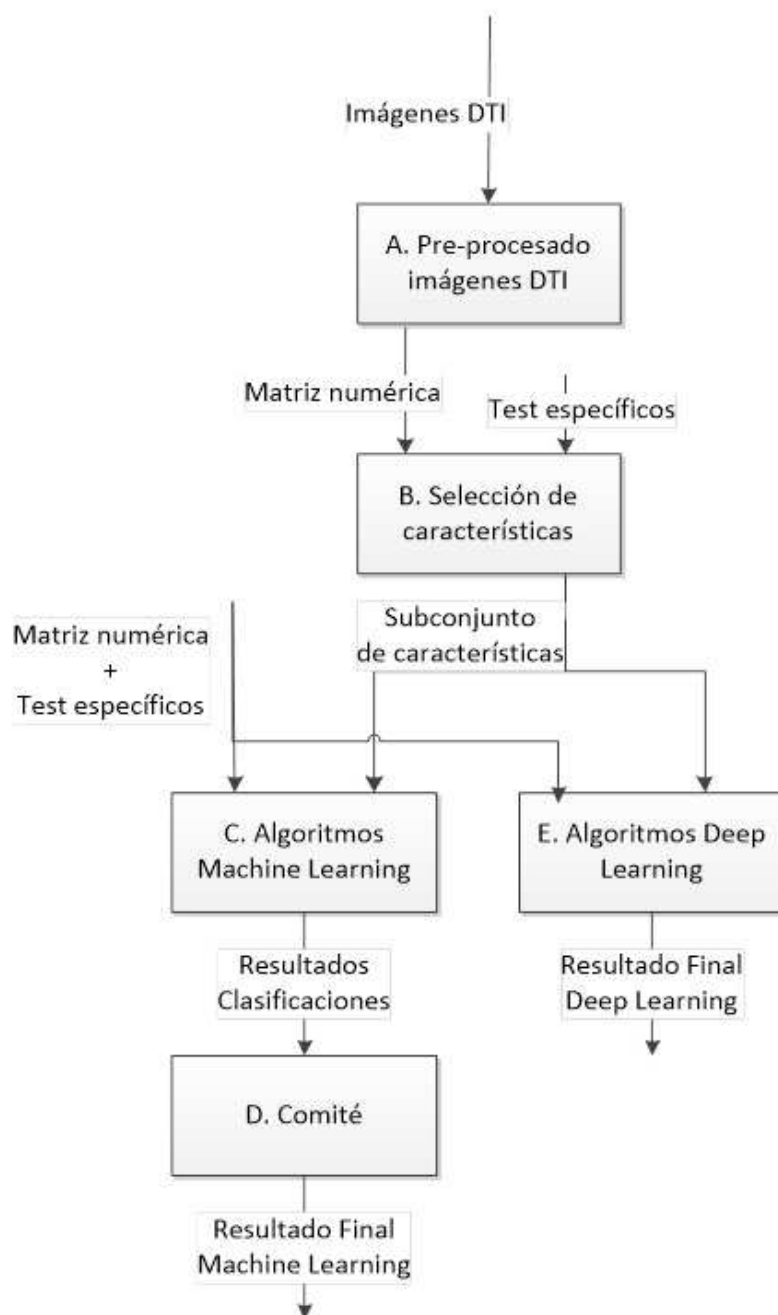 Imágenes DTI
A. Pre-procesado
imágenes DTI
Matriz numérica
Test específicos
B. Selección de
características
Matriz numérica
+
Test específicos
Subconjunto
de características
C. Algoritmos
Machine Learning
E. Algoritmos Deep
Learning
Resultados
Clasificaciones
Resultado Final
Deep Learning
D. Comité
Resultado Final
Machine Learning